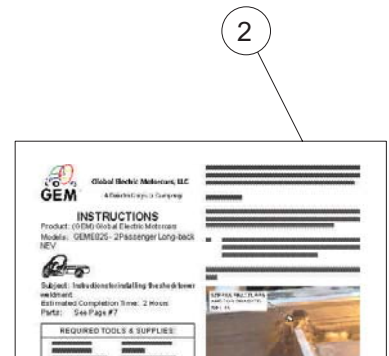 2
GEM
Global Electric Motorcars, LLC
A DaimlerChrysler Company
INSTRUCTIONS
Product: (GEM) Global Electric Motorcars
Models: GEME825- 2Passenger Long-back
NEV
Subject: Instructions for installing the shock tower
weldment
Estimated Completion Time: 2 Hours
Parts: See Page #7
REQUIRED TOOLS & SUPPLIES